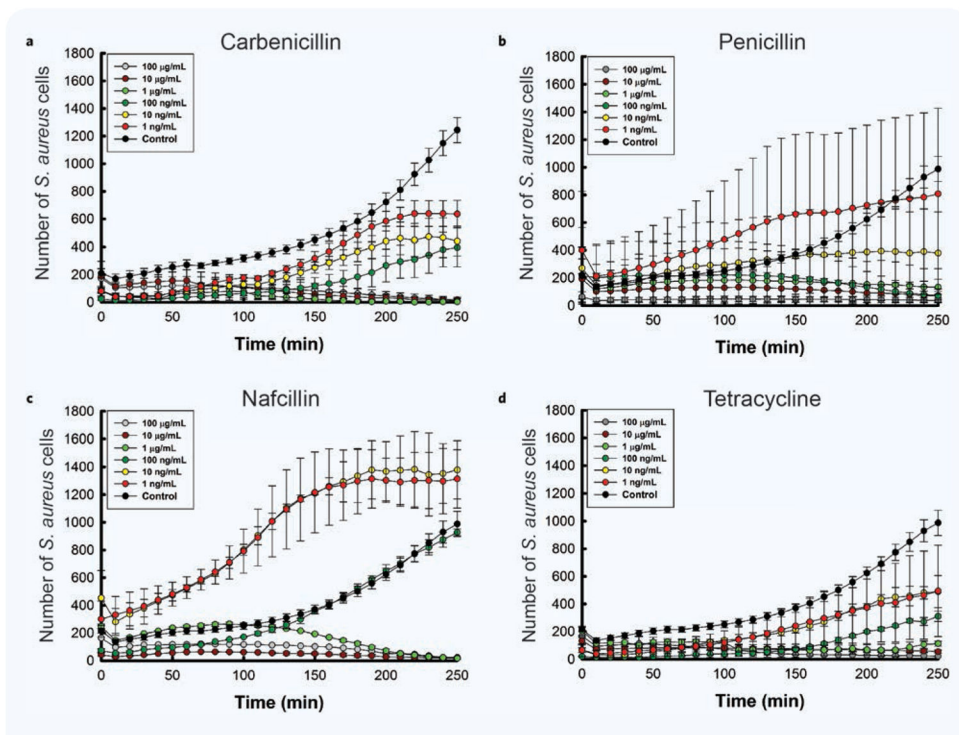 a
Carbenicillin
Number of S. aureus cells
1800
1600
1400
1200
1000
800
600
400
200
0
100 µg/mL
10 µg/mL
1 µg/mL
100 ng/mL
10 ng/mL
1 ng/mL
Control
0 50 100 150 200 250
Time (min)
b
Penicillin
Number of S. aureus cells
1800
1600
1400
1200
1000
800
600
400
200
0
100 µg/mL
10 µg/mL
1 µg/mL
100 ng/mL
10 ng/mL
1 ng/mL
Control
0 50 100 150 200 250
Time (min)
c
Nafcillin
Number of S. aureus cells
1800
1600
1400
1200
1000
800
600
400
200
0
100 µg/mL
10 µg/mL
1 µg/mL
100 ng/mL
10 ng/mL
1 ng/mL
Control
0 50 100 150 200 250
Time (min)
d
Tetracycline
Number of S. aureus cells
1800
1600
1400
1200
1000
800
600
400
200
0
100 µg/mL
10 µg/mL
1 µg/mL
100 ng/mL
10 ng/mL
1 ng/mL
Control
0 50 100 150 200 250
Time (min)